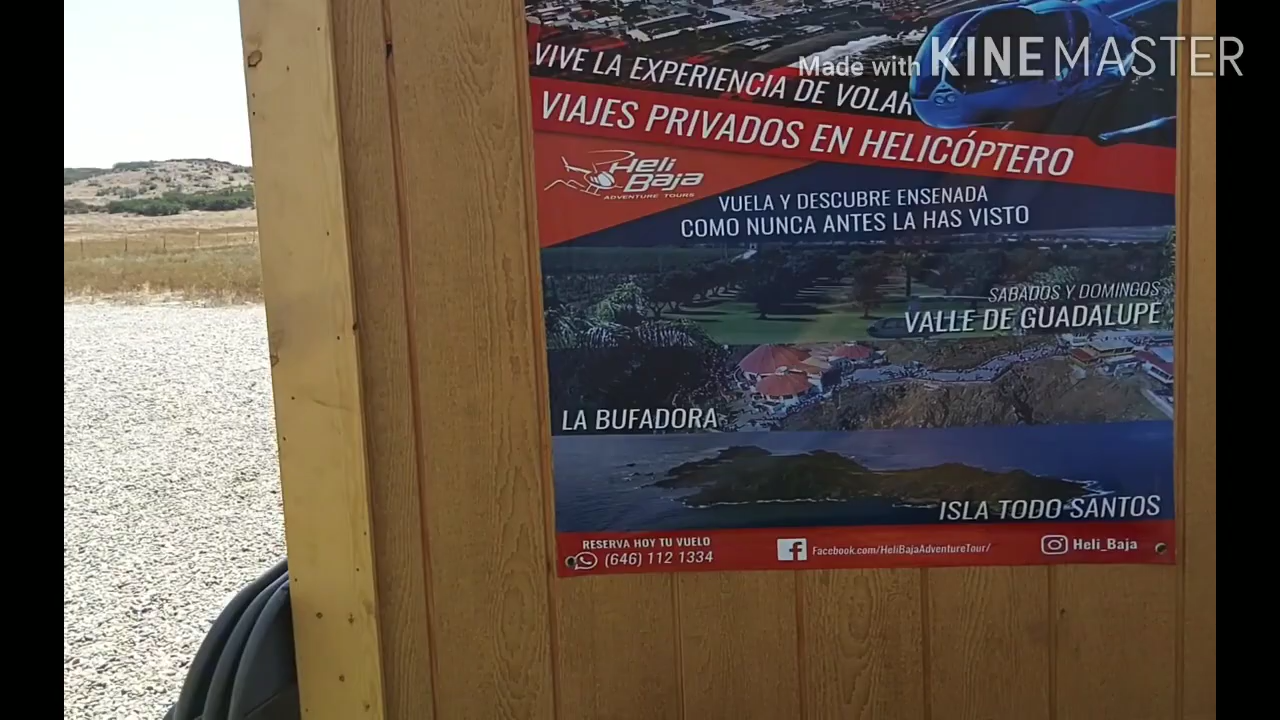 Made with KINEMASTER
VIVE LA EXPERIENCIA DE VOLAR
VIAJES PRIVADOS EN HELICÓPTERO
Heli
Baja
ADVENTURE TOURS
VUELA Y DESCUBRE ENSENADA
COMO NUNCA ANTES LA HAS VISTO
SABADOS Y DOMINGOS
VALLE DE GUADALUPE
LA BUFADORA
ISLA TODO SANTOS
RESERVA HOY TU VUELO
(646) 112 1334
Facebook.com/HeliBajaAdventureTour/
Heli_Baja